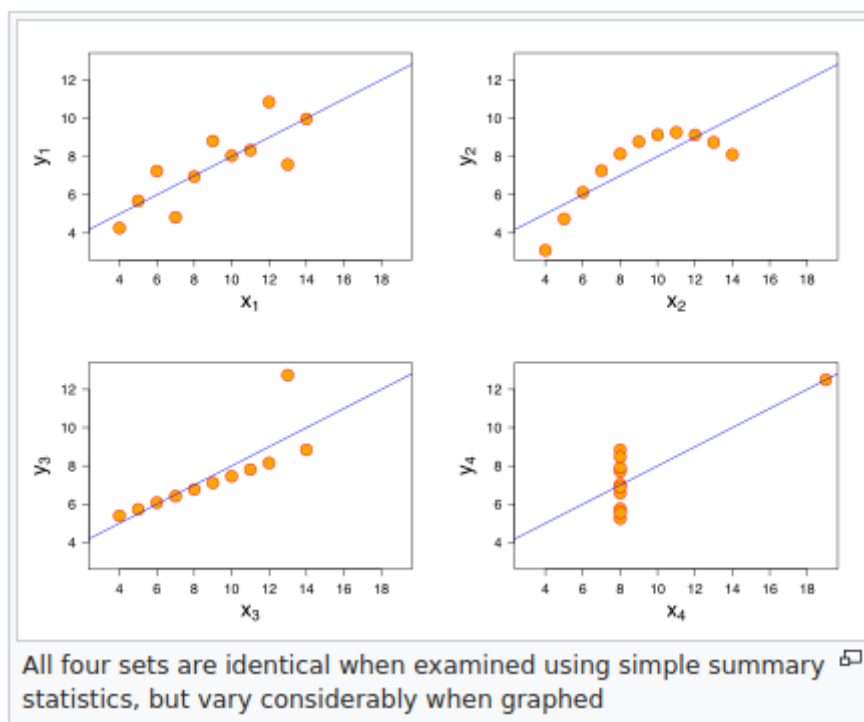 12
10
8
6
4
y1
4 6 8 10 12 14 16 18
x1
12
10
8
6
4
y2
4 6 8 10 12 14 16 18
x2
12
10
8
6
4
y3
4 6 8 10 12 14 16 18
x3
12
10
8
6
4
y4
4 6 8 10 12 14 16 18
x4
All four sets are identical when examined using simple summary
statistics, but vary considerably when graphed